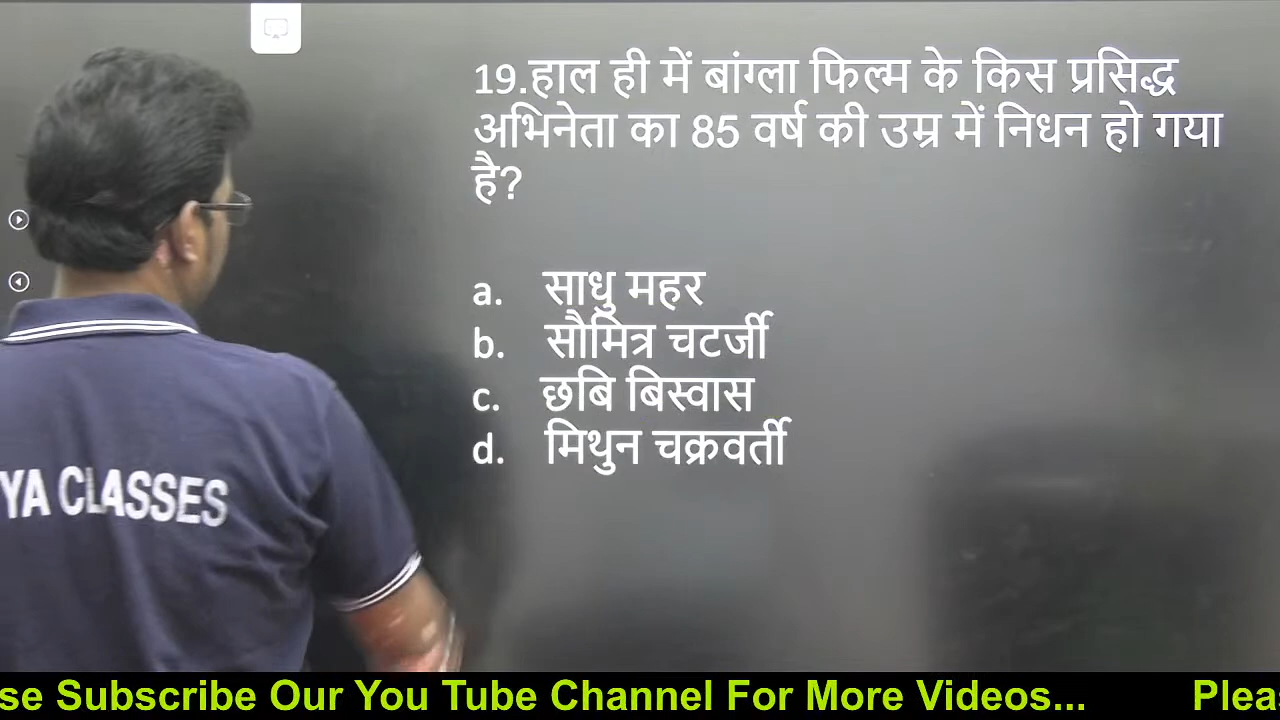 19.हाल ही में बांग्ला फिल्म के किस प्रसिद्ध
अभिनेता का 85 वर्ष की उम्र में निधन हो गया
है?
a. साधु महर
b. सौमित्र चटर्जी
c. छबि बिस्वास
d. मिथुन चक्रवर्ती
YA CLASSES
se Subscribe Our You Tube Channel For More Videos... Plea